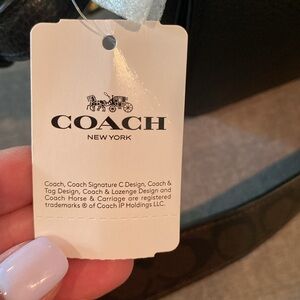 COACH
NEW YORK
Coach, Coach Signature C Design, Coach &
Tag Design, Coach & Lozenge Design and
Coach Horse & Carriage are registered
trademarks ® of Coach IP Holdings LLC.